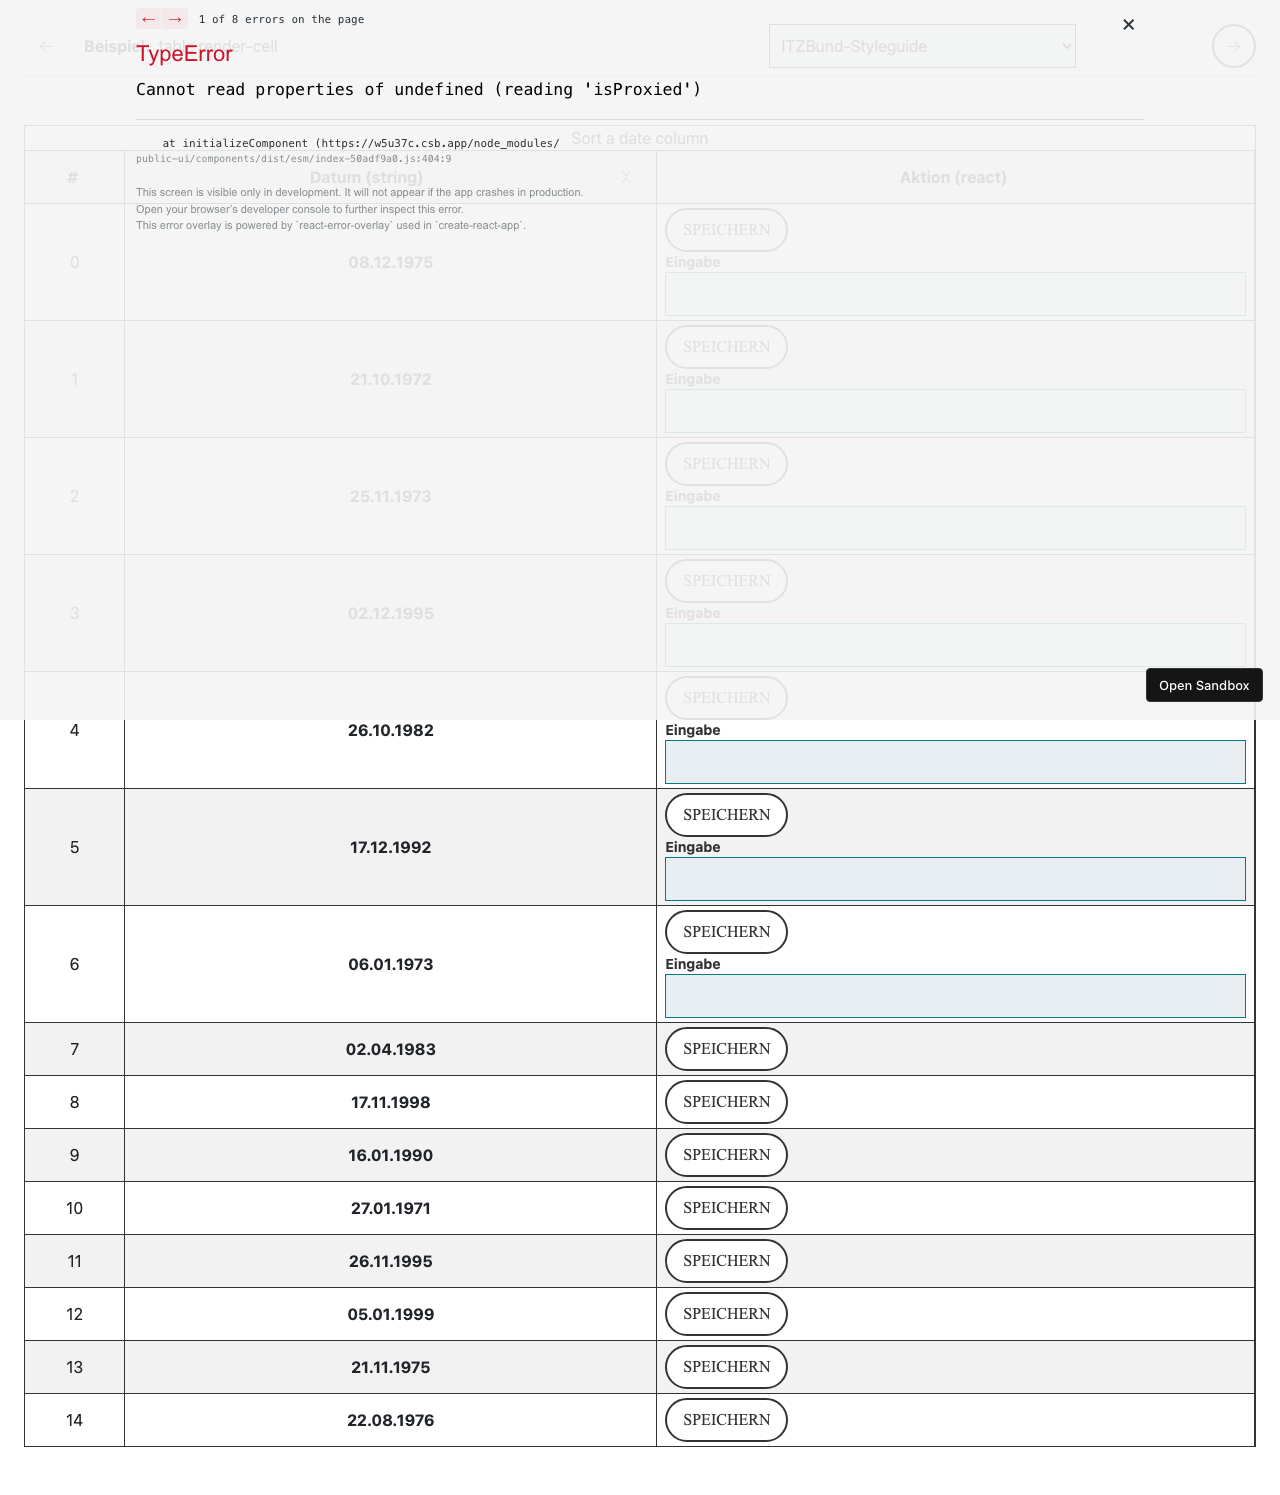 ← → 1 of 8 errors on the page ✕
← Beispiel table render-cell ITZBund-Styleguide →
TypeError
Cannot read properties of undefined (reading 'isProxied')
Sort a date column
at initializeComponent (https://w5u37c.csb.app/node_modules/
public-ui/components/dist/esm/index-50adf9a0.js:404:9
# Datum (string) Aktion (react)
This screen is visible only in development. It will not appear if the app crashes in production.
Open your browser's developer console to further inspect this error.
This error overlay is powered by `react-error-overlay` used in `create-react-app`.
SPEICHERN
0 08.12.1975 Eingabe
SPEICHERN
1 21.10.1972 Eingabe
SPEICHERN
2 25.11.1973 Eingabe
SPEICHERN
3 02.12.1995 Eingabe
Open Sandbox
SPEICHERN
4 26.10.1982 Eingabe
SPEICHERN
5 17.12.1992 Eingabe
SPEICHERN
6 06.01.1973 Eingabe
7 02.04.1983 SPEICHERN
8 17.11.1998 SPEICHERN
9 16.01.1990 SPEICHERN
10 27.01.1971 SPEICHERN
11 26.11.1995 SPEICHERN
12 05.01.1999 SPEICHERN
13 21.11.1975 SPEICHERN
14 22.08.1976 SPEICHERN